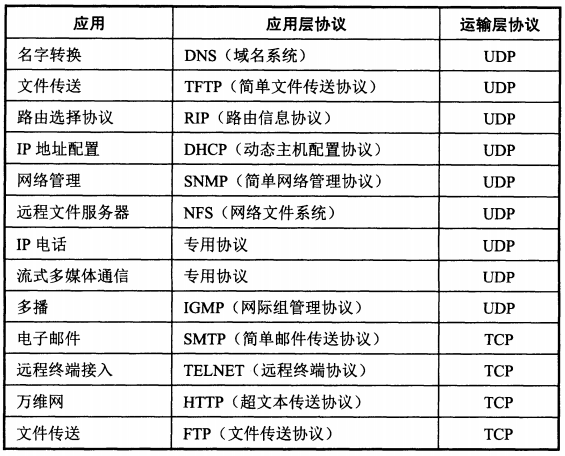 应用 应用层协议 运输层协议
名字转换 DNS（域名系统） UDP
文件传送 TFTP（简单文件传送协议） UDP
路由选择协议 RIP（路由信息协议） UDP
IP 地址配置 DHCP（动态主机配置协议） UDP
网络管理 SNMP（简单网络管理协议） UDP
远程文件服务器 NFS（网络文件系统） UDP
IP 电话 专用协议 UDP
流式多媒体通信 专用协议 UDP
多播 IGMP（网际组管理协议） UDP
电子邮件 SMTP（简单邮件传送协议） TCP
远程终端接入 TELNET（远程终端协议） TCP
万维网 HTTP（超文本传送协议） TCP
文件传送 FTP（文件传送协议） TCP